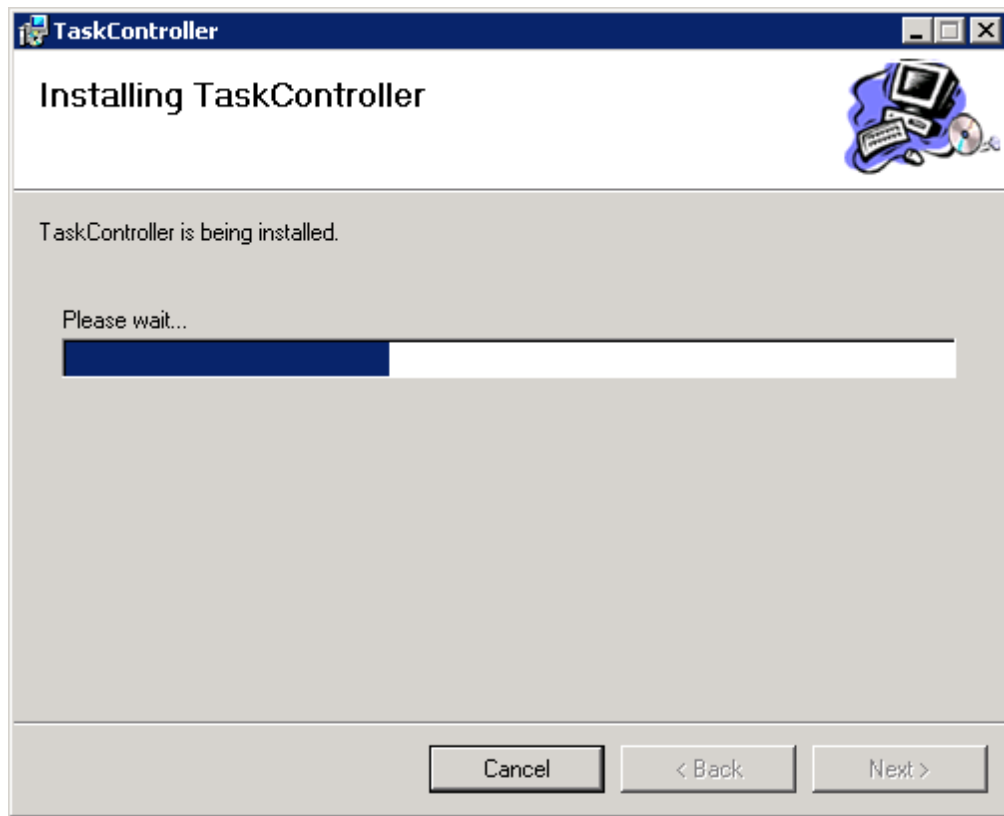 TaskController
Installing TaskController
TaskController is being installed.
Please wait...
Cancel
< Back
Next >